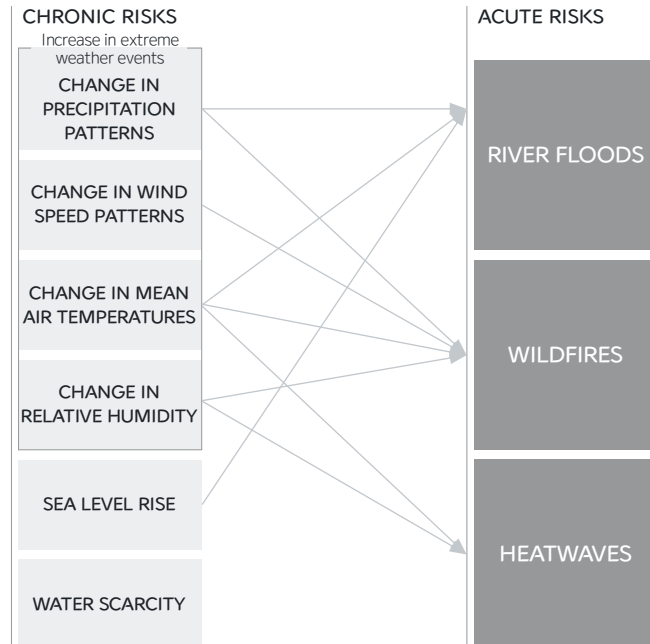 CHRONIC RISKS
Increase in extreme
weather events
CHANGE IN
PRECIPITATION
PATTERNS
CHANGE IN WIND
SPEED PATTERNS
CHANGE IN MEAN
AIR TEMPERATURES
CHANGE IN
RELATIVE HUMIDITY
SEA LEVEL RISE
WATER SCARCITY
ACUTE RISKS
RIVER FLOODS
WILDFIRES
HEATWAVES